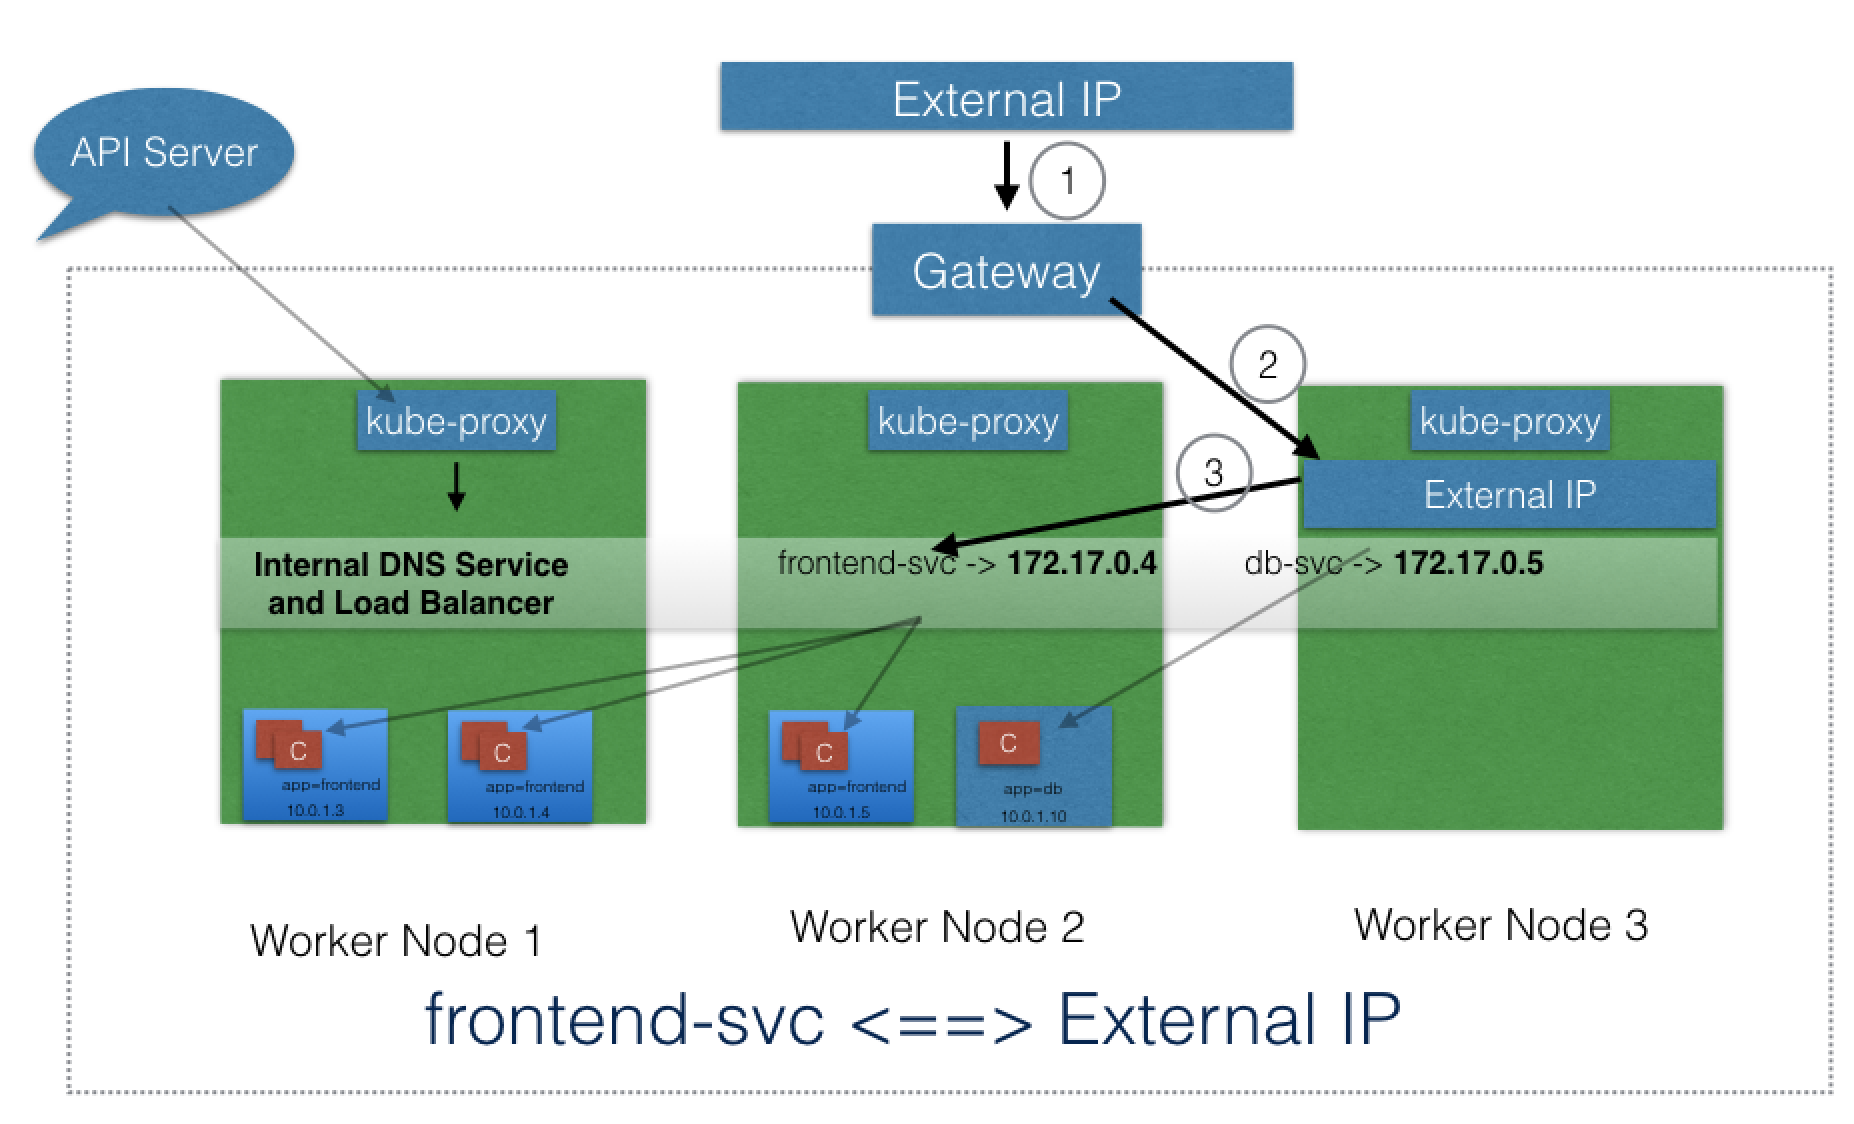 External IP
API Server
1
Gateway
2
kube-proxy
kube-proxy
kube-proxy
3
External IP
Internal DNS Service
and Load Balancer
frontend-svc -> 172.17.0.4
db-svc -> 172.17.0.5
C
app=frontend
10.0.1.3
C
app=frontend
10.0.1.4
C
app=frontend
10.0.1.5
C
app=db
10.0.1.10
Worker Node 1
Worker Node 2
Worker Node 3
frontend-svc <==> External IP